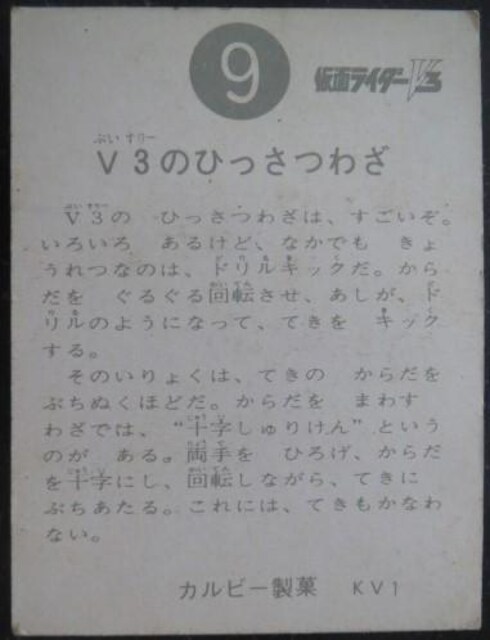 9
仮面ライダーV3
ぶいすりー
V3のひっさつわざ
V3の ひっさつわざは、すごいぞ。
いろいろ あるけど、なかでも きょ
うれつなのは、ドリルキックだ。から
だを ぐるぐる回転させ、あしが、ド
リルのようになって、てきを キック
する。
そのいりょくは、てきの からだを
ぶちぬくほどだ。からだを まわす
わざでは、“十字しゅりけん”という
のが ある。両手を ひろげ、からだ
を十字にし、回転しながら、てきに
ぶちあたる。これには、てきもかなわ
ない。
カルビー製菓 KV1